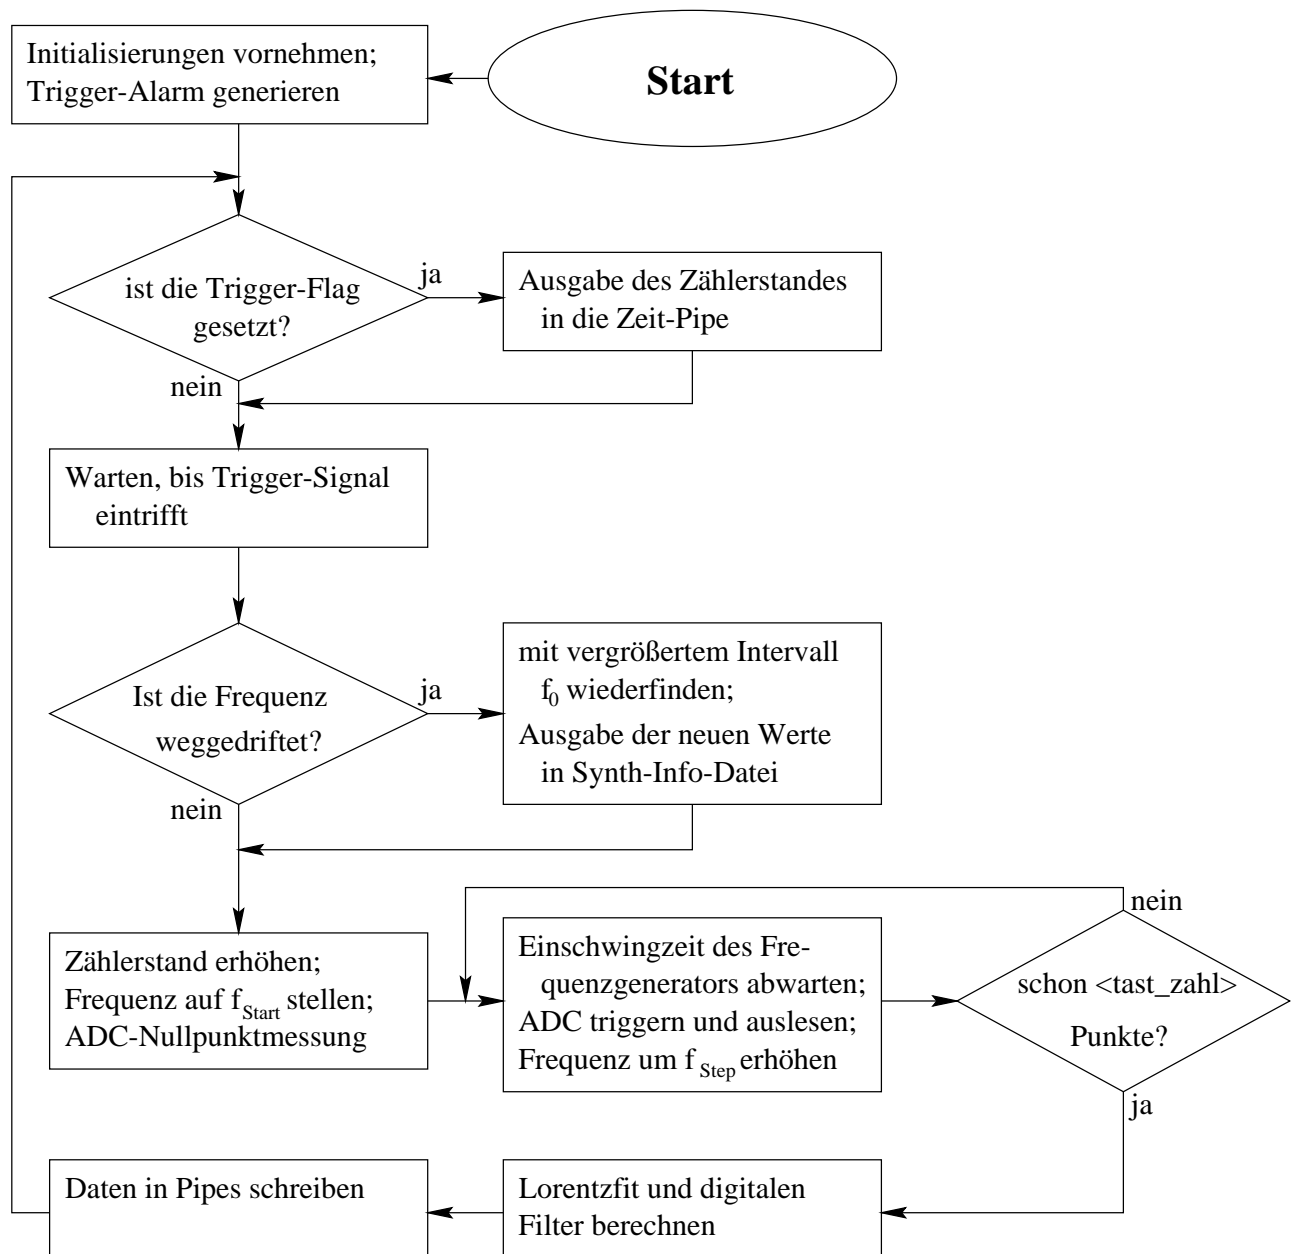 Start
Initialisierungen vornehmen;
Trigger-Alarm generieren
ist die Trigger-Flag
gesetzt?
ja
nein
Ausgabe des Zählerstandes
in die Zeit-Pipe
Warten, bis Trigger-Signal
eintrifft
Ist die Frequenz
weggedriftet?
ja
nein
mit vergrößertem Intervall
f0 wiederfinden;
Ausgabe der neuen Werte
in Synth-Info-Datei
Zählerstand erhöhen;
Frequenz auf fStart stellen;
ADC-Nullpunktmessung
Einschwingzeit des Fre-
quenzgenerators abwarten;
ADC triggern und auslesen;
Frequenz um fStep erhöhen
schon <tast_zahl>
Punkte?
nein
ja
Lorentzfit und digitalen
Filter berechnen
Daten in Pipes schreiben